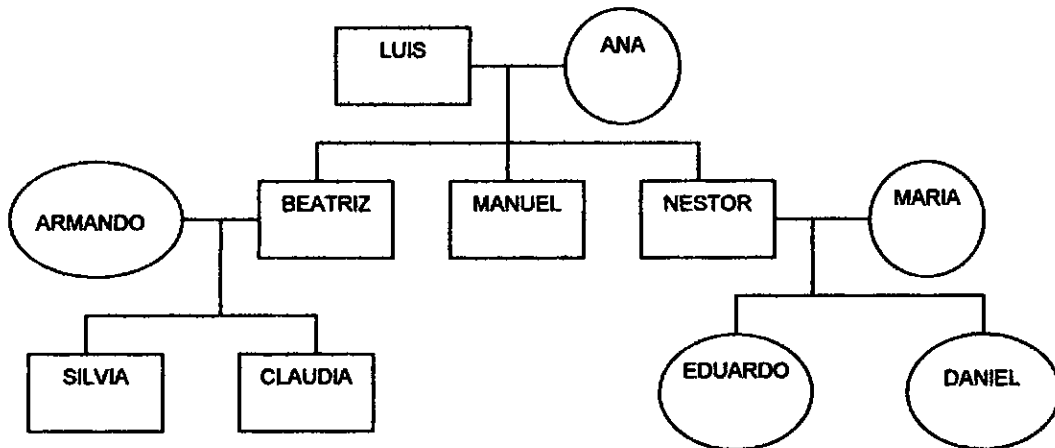 LUIS
ANA
ARMANDO
BEATRIZ
MANUEL
NESTOR
MARIA
SILVIA
CLAUDIA
EDUARDO
DANIEL